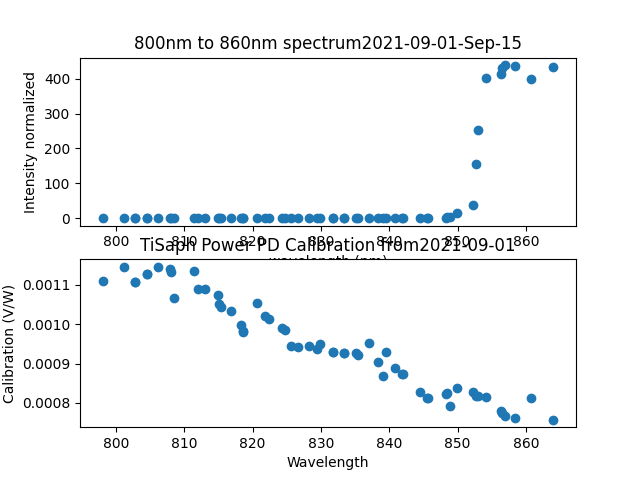 800nm to 860nm spectrum2021-09-01-Sep-15
Intensity normalized
400
300
200
100
0
800 810 820 830 840 850 860
wavelength (nm)
TiSaph Power PD Calibration from2021-09-01
Calibration (V/W)
0.0011
0.0010
0.0009
0.0008
800 810 820 830 840 850 860
Wavelength